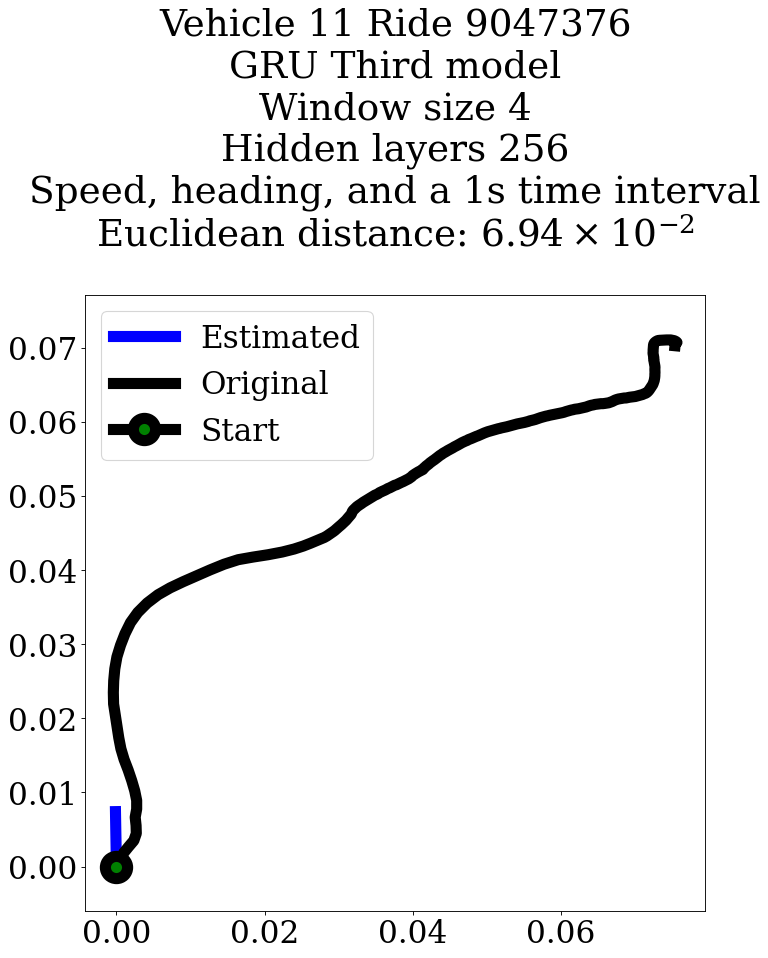 Vehicle 11 Ride 9047376
GRU Third model
Window size 4
Hidden layers 256
Speed, heading, and a 1s time interval
Euclidean distance: 6.94 × 10⁻²
Estimated
Original
Start
0.07
0.06
0.05
0.04
0.03
0.02
0.01
0.00
0.00 0.02 0.04 0.06